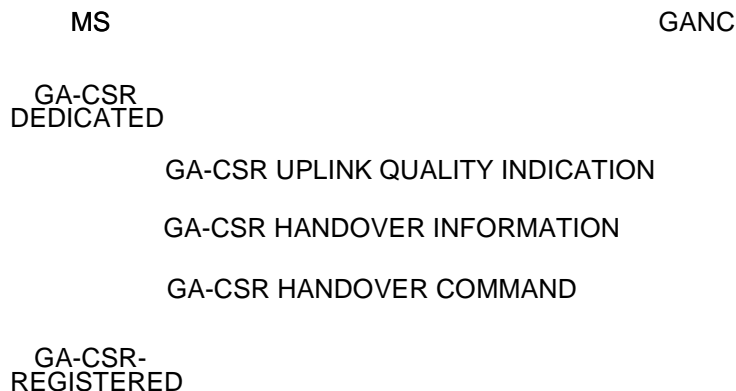 MS GANC
GA-CSR
DEDICATED
GA-CSR UPLINK QUALITY INDICATION
GA-CSR HANDOVER INFORMATION
GA-CSR HANDOVER COMMAND
GA-CSR-
REGISTERED